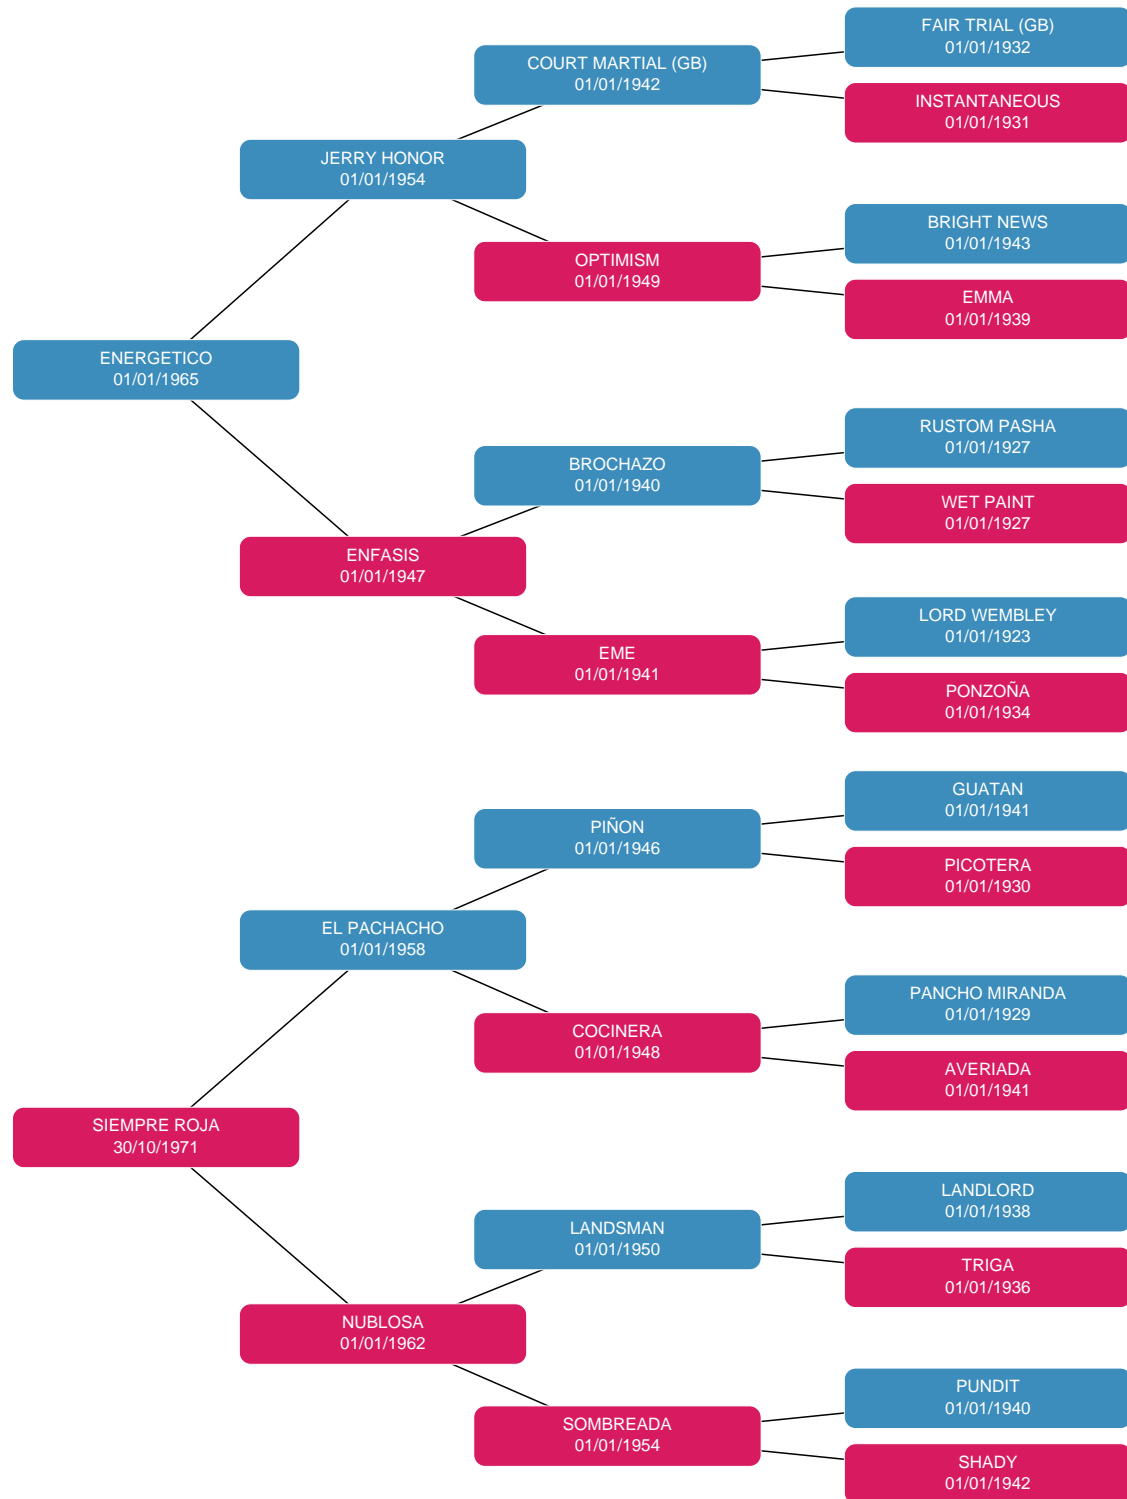 FAIR TRIAL (GB)
01/01/1932
COURT MARTIAL (GB)
01/01/1942
INSTANTANEOUS
01/01/1931
JERRY HONOR
01/01/1954
BRIGHT NEWS
01/01/1943
OPTIMISM
01/01/1949
EMMA
01/01/1939
ENERGETICO
01/01/1965
RUSTOM PASHA
01/01/1927
BROCHAZO
01/01/1940
WET PAINT
01/01/1927
ENFASIS
01/01/1947
LORD WEMBLEY
01/01/1923
EME
01/01/1941
PONZOÑA
01/01/1934
GUATAN
01/01/1941
PIÑON
01/01/1946
PICOTERA
01/01/1930
EL PACHACHO
01/01/1958
PANCHO MIRANDA
01/01/1929
COCINERA
01/01/1948
AVERIADA
01/01/1941
SIEMPRE ROJA
30/10/1971
LANDLORD
01/01/1938
LANDSMAN
01/01/1950
TRIGA
01/01/1936
NUBLOSA
01/01/1962
PUNDIT
01/01/1940
SOMBREADA
01/01/1954
SHADY
01/01/1942